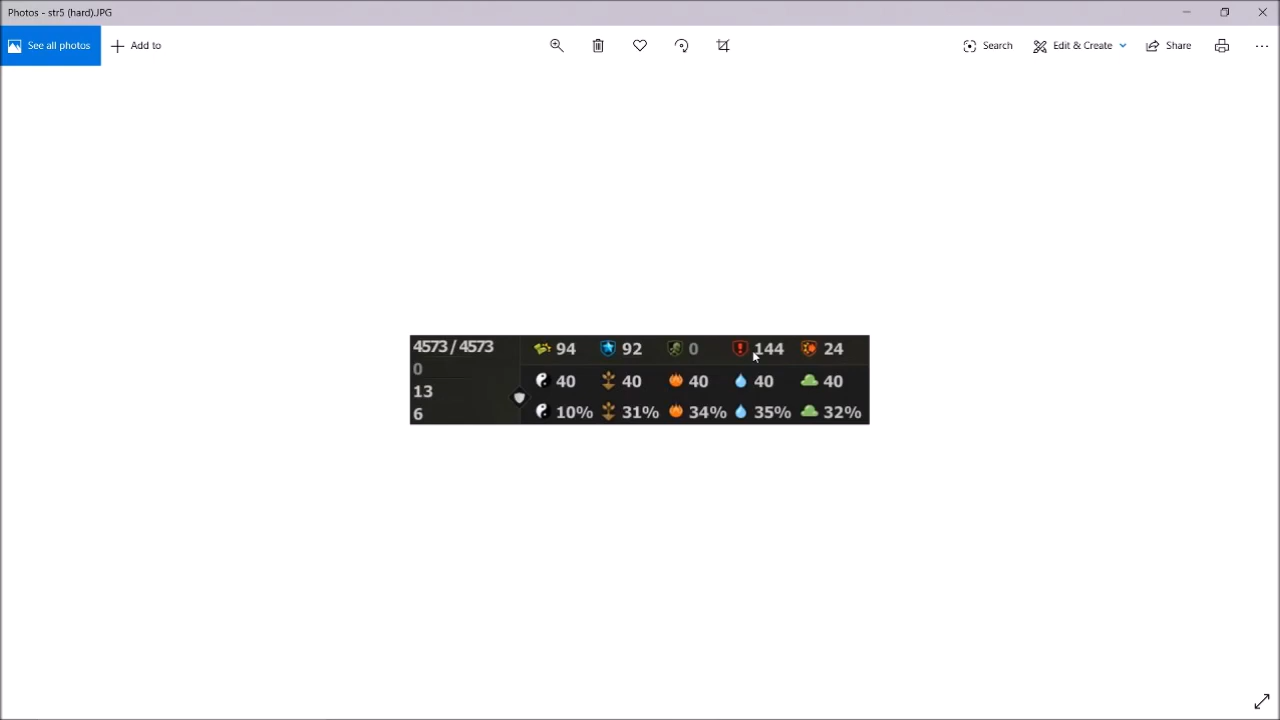 Photos - str5 (hard).JPG
See all photos Add to Search Edit & Create Share
4573 / 4573 94 92 0 144 24
0
13 40 40 40 40 40
6 10% 31% 34% 35% 32%